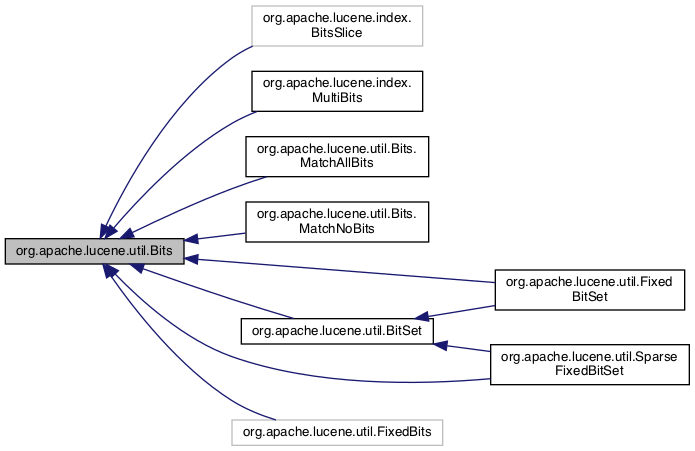 org.apache.lucene.index.
BitsSlice
org.apache.lucene.index.
MultiBits
org.apache.lucene.util.Bits.
MatchAllBits
org.apache.lucene.util.Bits.
MatchNoBits
org.apache.lucene.util.Bits
org.apache.lucene.util.Fixed
BitSet
org.apache.lucene.util.BitSet
org.apache.lucene.util.Sparse
FixedBitSet
org.apache.lucene.util.FixedBits